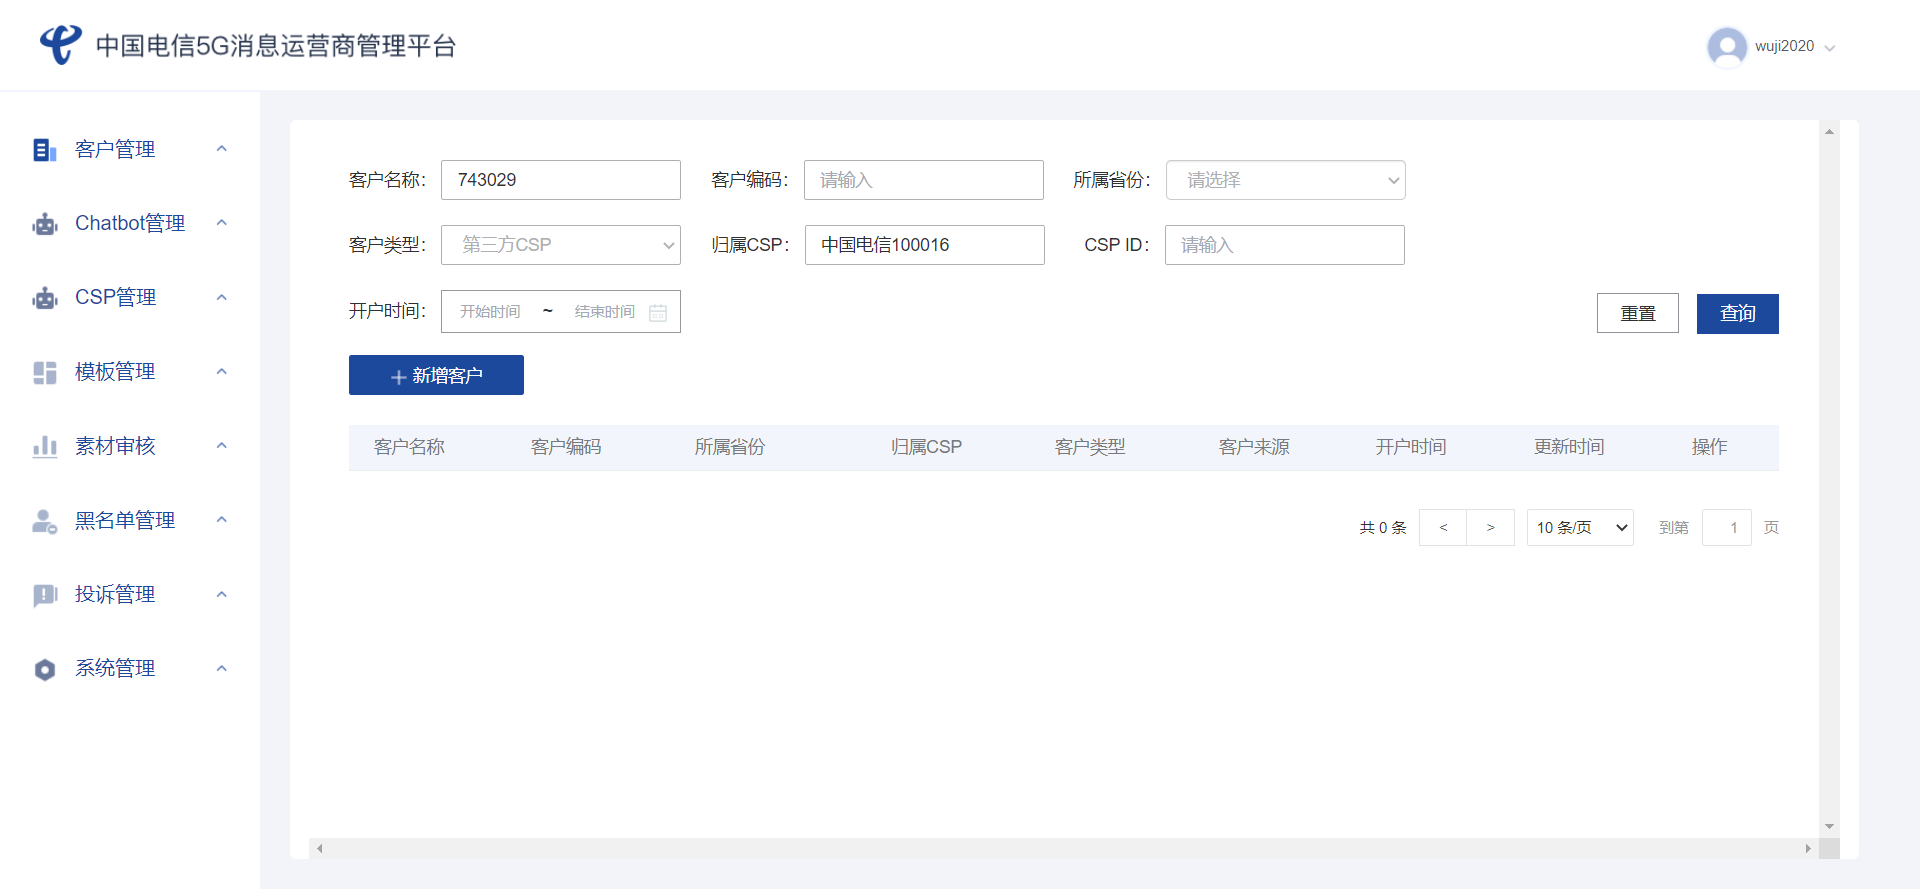 中国电信5G消息运营商管理平台
wuji2020
客户管理
Chatbot管理
CSP管理
模板管理
素材审核
黑名单管理
投诉管理
系统管理
客户名称： 743029 客户编码： 请输入 所属省份： 请选择
客户类型： 第三方CSP 归属CSP： 中国电信100016 CSP ID： 请输入
开户时间： 开始时间 ~ 结束时间 重置 查询
＋新增客户
客户名称 客户编码 所属省份 归属CSP 客户类型 客户来源 开户时间 更新时间 操作
共 0 条 < > 10 条/页 到第 1 页